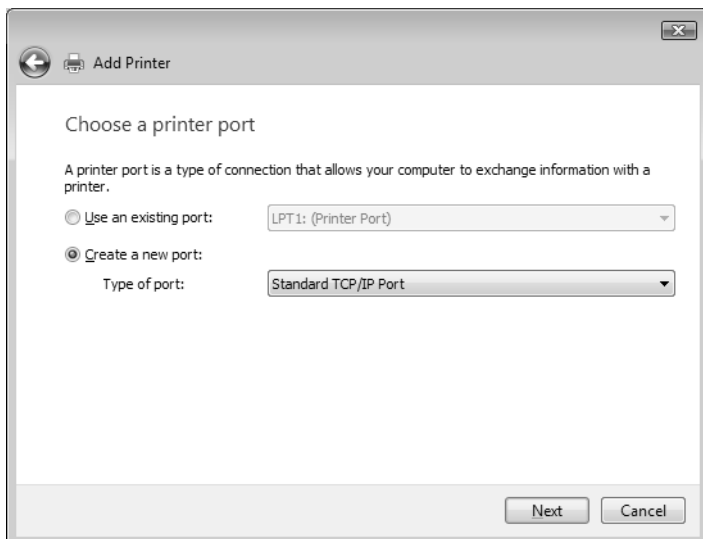 Add Printer
Choose a printer port
A printer port is a type of connection that allows your computer to exchange information with a
printer.
Use an existing port: LPT1: (Printer Port)
Create a new port:
Type of port: Standard TCP/IP Port
Next Cancel